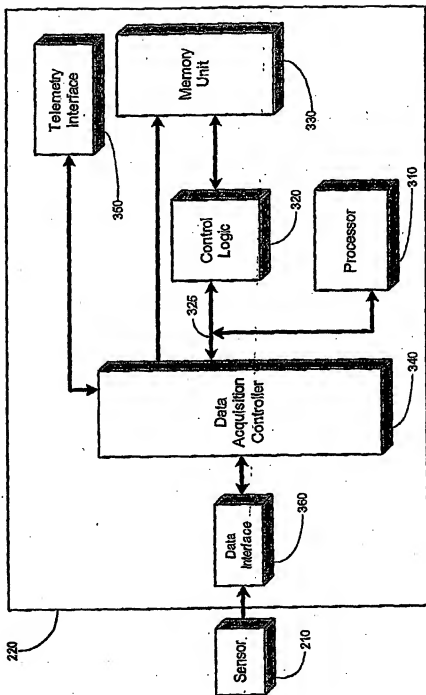 220
Sensor
210
Data
Interface
360
Data
Acquisition
Controller
340
325
Control
Logic
320
Processor
310
Memory
Unit
330
Telemetry
Interface
350